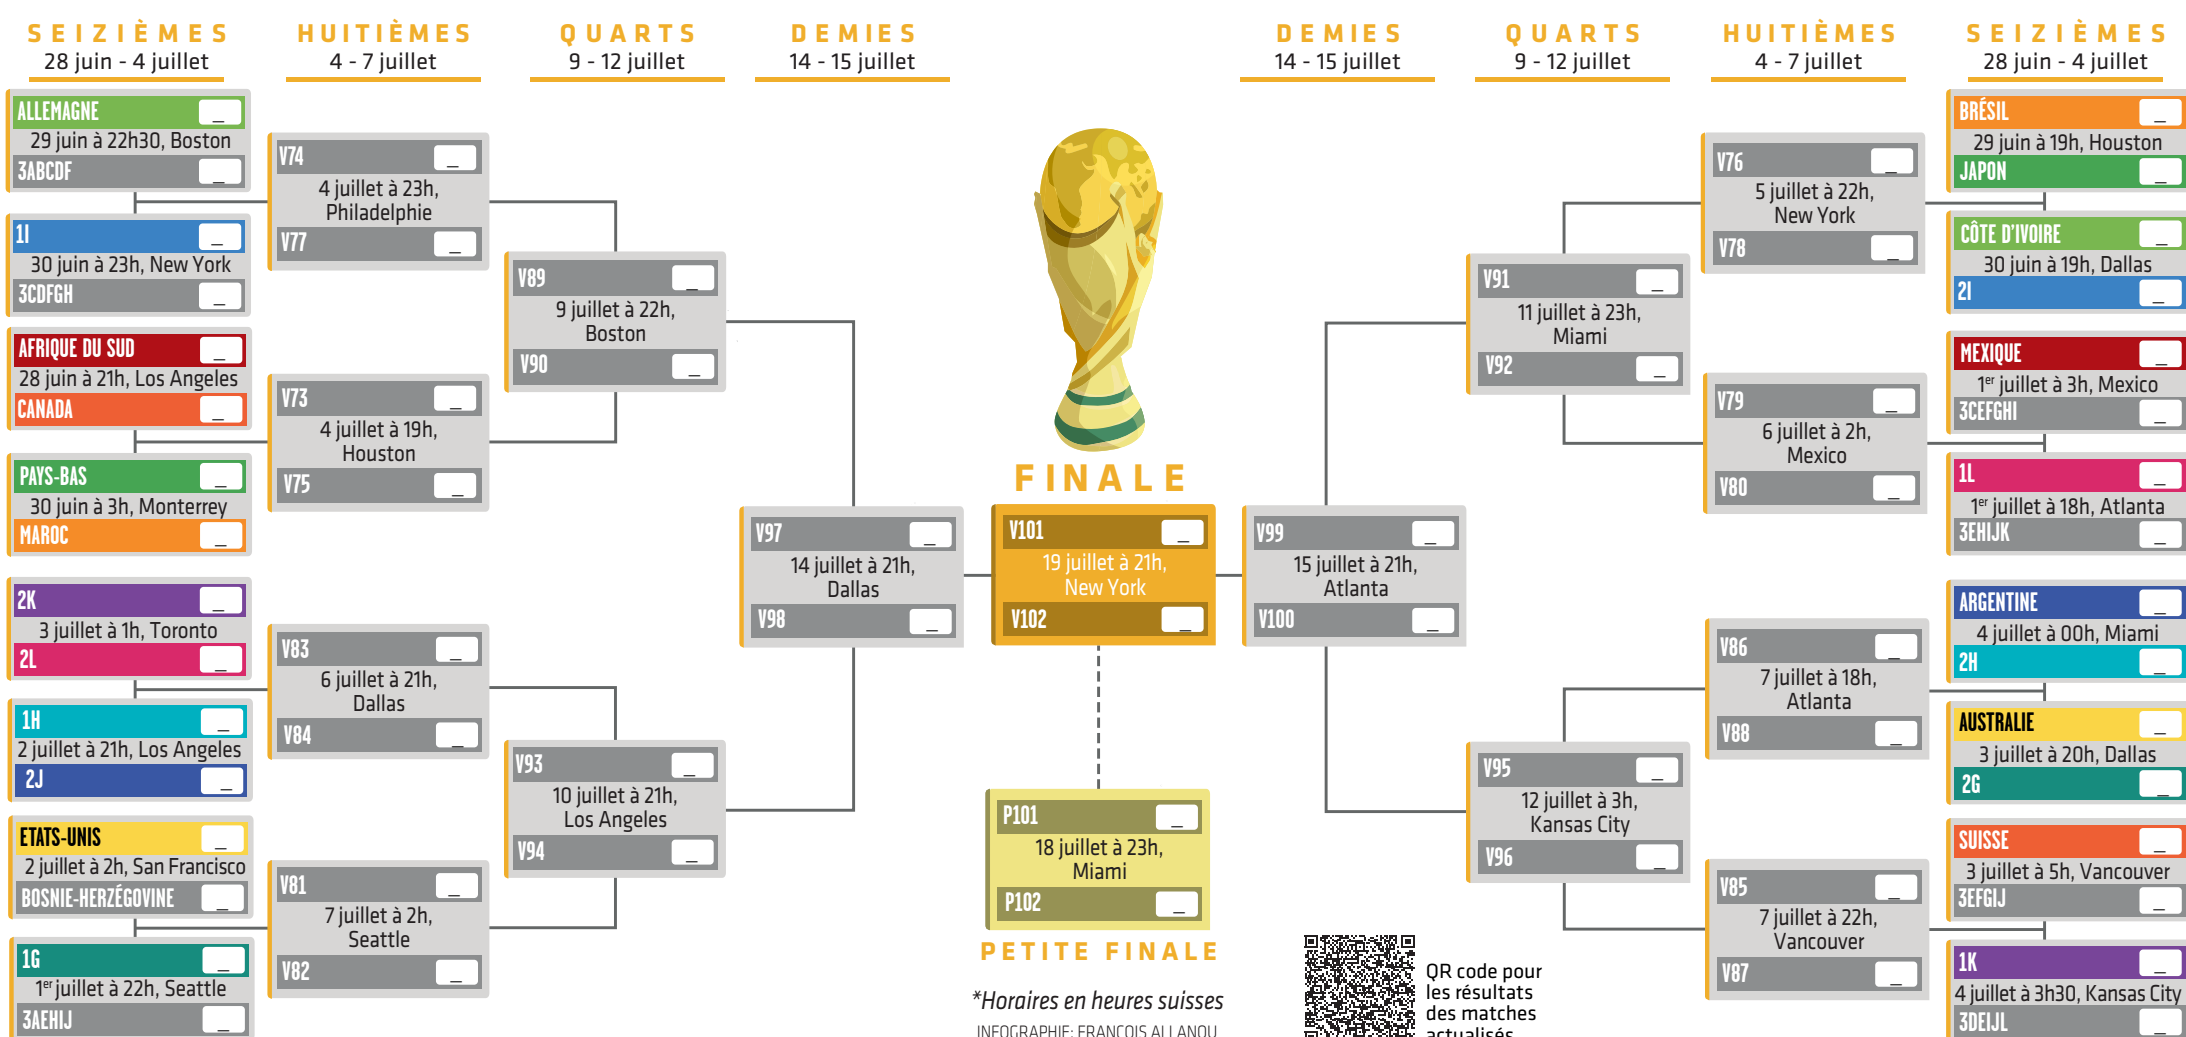 SEIZIÈMES
28 juin - 4 juillet
HUITIÈMES
4 - 7 juillet
QUARTS
9 - 12 juillet
DEMIES
14 - 15 juillet
DEMIES
14 - 15 juillet
QUARTS
9 - 12 juillet
HUITIÈMES
4 - 7 juillet
SEIZIÈMES
28 juin - 4 juillet
ALLEMAGNE _
29 juin à 22h30, Boston
3ABCDF _
1I _
30 juin à 23h, New York
3CDFGH _
AFRIQUE DU SUD _
28 juin à 21h, Los Angeles
CANADA _
PAYS-BAS _
30 juin à 3h, Monterrey
MAROC _
2K _
3 juillet à 1h, Toronto
2L _
1H _
2 juillet à 21h, Los Angeles
2J _
ETATS-UNIS _
2 juillet à 2h, San Francisco
BOSNIE-HERZÉGOVINE _
1G _
1er juillet à 22h, Seattle
3AEHIJ _
V74 _
4 juillet à 23h,
Philadelphie
V77 _
V73 _
4 juillet à 19h,
Houston
V75 _
V83 _
6 juillet à 21h,
Dallas
V84 _
V81 _
7 juillet à 2h,
Seattle
V82 _
V89 _
9 juillet à 22h,
Boston
V90 _
V93 _
10 juillet à 21h,
Los Angeles
V94 _
V97 _
14 juillet à 21h,
Dallas
V98 _
FINALE
V101 _
19 juillet à 21h,
New York
V102 _
P101 _
18 juillet à 23h,
Miami
P102 _
PETITE FINALE
*Horaires en heures suisses
INFOGRAPHIE: FRANÇOIS ALLANOU
V99 _
15 juillet à 21h,
Atlanta
V100 _
V91 _
11 juillet à 23h,
Miami
V92 _
V95 _
12 juillet à 3h,
Kansas City
V96 _
QR code pour
les résultats
des matches
actualisés
V76 _
5 juillet à 22h,
New York
V78 _
V79 _
6 juillet à 2h,
Mexico
V80 _
V86 _
7 juillet à 18h,
Atlanta
V88 _
V85 _
7 juillet à 22h,
Vancouver
V87 _
BRÉSIL _
29 juin à 19h, Houston
JAPON _
CÔTE D'IVOIRE _
30 juin à 19h, Dallas
2I _
MEXIQUE _
1er juillet à 3h, Mexico
3CEFGHI _
1L _
1er juillet à 18h, Atlanta
3EHIJK _
ARGENTINE _
4 juillet à 00h, Miami
2H _
AUSTRALIE _
3 juillet à 20h, Dallas
2G _
SUISSE _
3 juillet à 5h, Vancouver
3EFGIJ _
1K _
4 juillet à 3h30, Kansas City
3DEIJL _